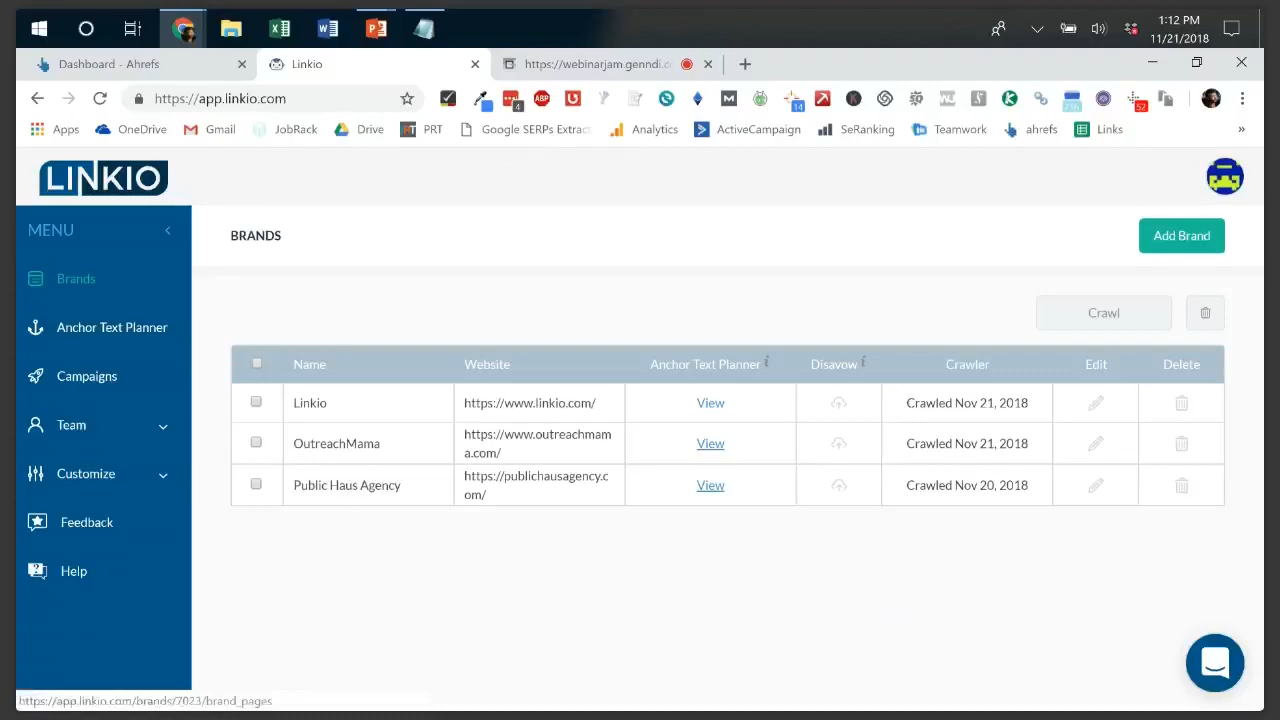 1:12 PM
11/21/2018
Dashboard - Ahrefs
Linkio
https://webinarjam.genndi.c
https://app.linkio.com
Apps
OneDrive
Gmail
JobRack
Drive
PRT
Google SERPs Extract
Analytics
ActiveCampaign
SeRanking
Teamwork
ahrefs
Links
LINKIO
MENU
BRANDS
Add Brand
Brands
Anchor Text Planner
Campaigns
Team
Customize
Feedback
Help
Crawl
Name Website Anchor Text Planner Disavow Crawler Edit Delete
Linkio https://www.linkio.com/ View Crawled Nov 21, 2018
OutreachMama https://www.outreachmam
a.com/ View Crawled Nov 21, 2018
Public Haus Agency https://publichausagency.c
om/ View Crawled Nov 20, 2018
https://app.linkio.com/brands/7023/brand_pages